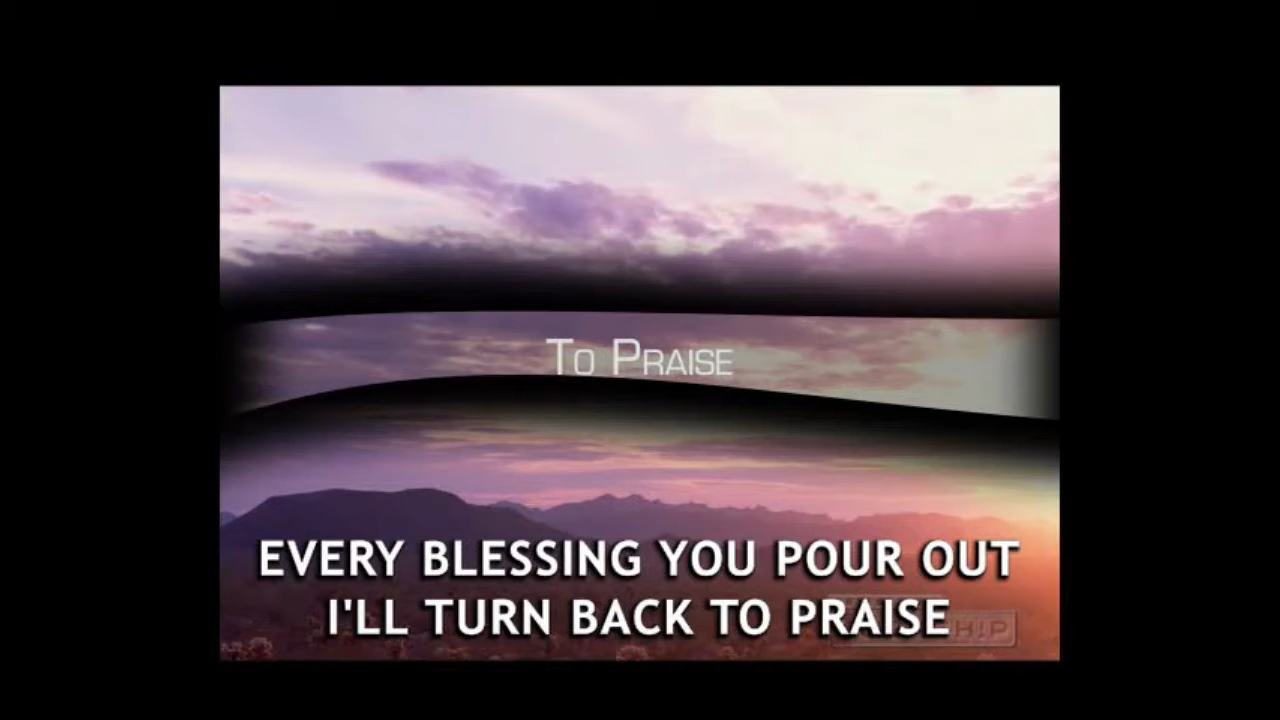 To Praise
EVERY BLESSING YOU POUR OUT
I'LL TURN BACK TO PRAISE